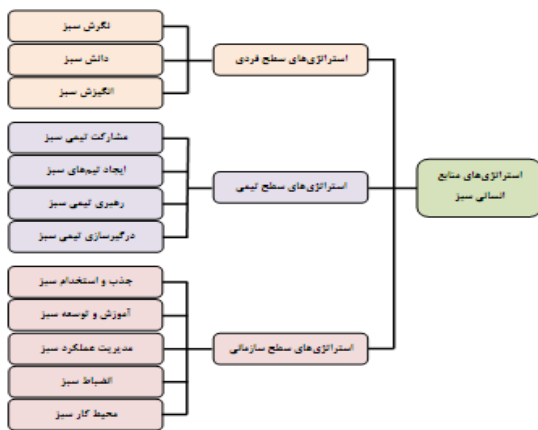 استراتژی‌های منابع
انسانی سبز
استراتژی‌های سطح فردی
نگرش سبز
دانش سبز
انگیزش سبز
استراتژی‌های سطح تیمی
مشارکت تیمی سبز
ایجاد تیم‌های سبز
رهبری تیمی سبز
درگیرسازی تیمی سبز
استراتژی‌های سطح سازمانی
جذب و استخدام سبز
آموزش و توسعه سبز
مدیریت عملکرد سبز
انضباط سبز
محیط کار سبز